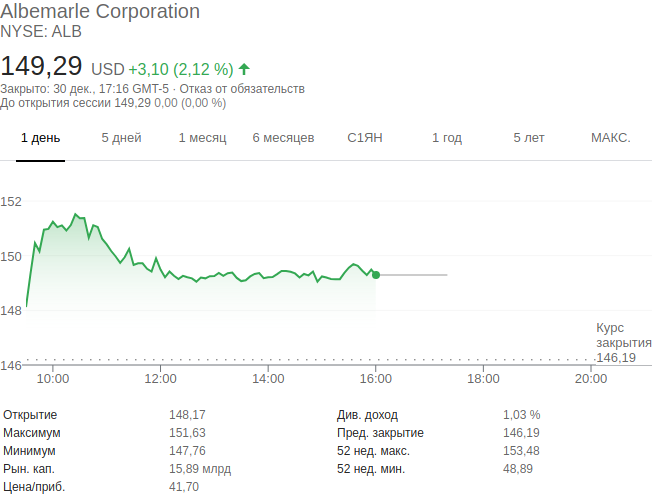 Albemarle Corporation
NYSE: ALB
149,29 USD +3,10 (2,12 %)
Закрыто: 30 дек., 17:16 GMT-5 · Отказ от обязательств
До открытия сессии 149,29 0,00 (0,00 %)
1 день 5 дней 1 месяц 6 месяцев С1ЯН 1 год 5 лет МАКС.
152
150
148
Курс
закрытия
146,19
146
10:00 12:00 14:00 16:00 18:00 20:00
Открытие 148,17 Див. доход 1,03 %
Максимум 151,63 Пред. закрытие 146,19
Минимум 147,76 52 нед. макс. 153,48
Рын. кап. 15,89 млрд 52 нед. мин. 48,89
Цена/приб. 41,70